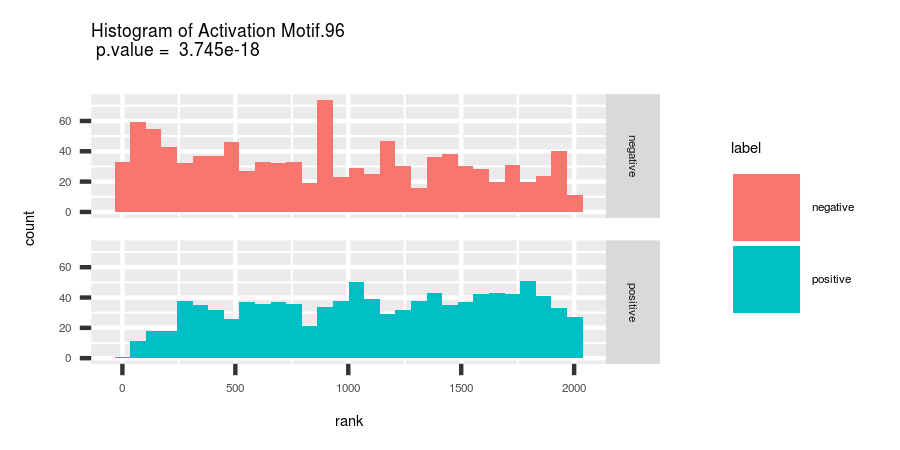 Histogram of Activation Motif.96
p.value = 3.745e-18
count
60
40
20
0
negative
60
40
20
0
positive
0
500
1000
1500
2000
rank
label
negative
positive